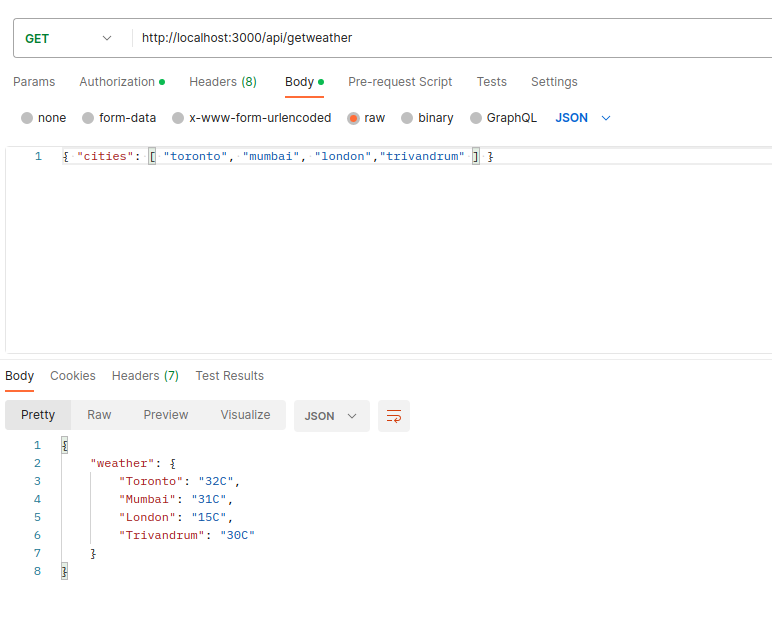 GET http://localhost:3000/api/getweather
Params Authorization Headers (8) Body Pre-request Script Tests Settings
none form-data x-www-form-urlencoded raw binary GraphQL JSON
1 { "cities": [ "toronto", "mumbai", "london","trivandrum" ] }
Body Cookies Headers (7) Test Results
Pretty Raw Preview Visualize JSON
1 {
2 "weather": {
3 "Toronto": "32C",
4 "Mumbai": "31C",
5 "London": "15C",
6 "Trivandrum": "30C"
7 }
8 }